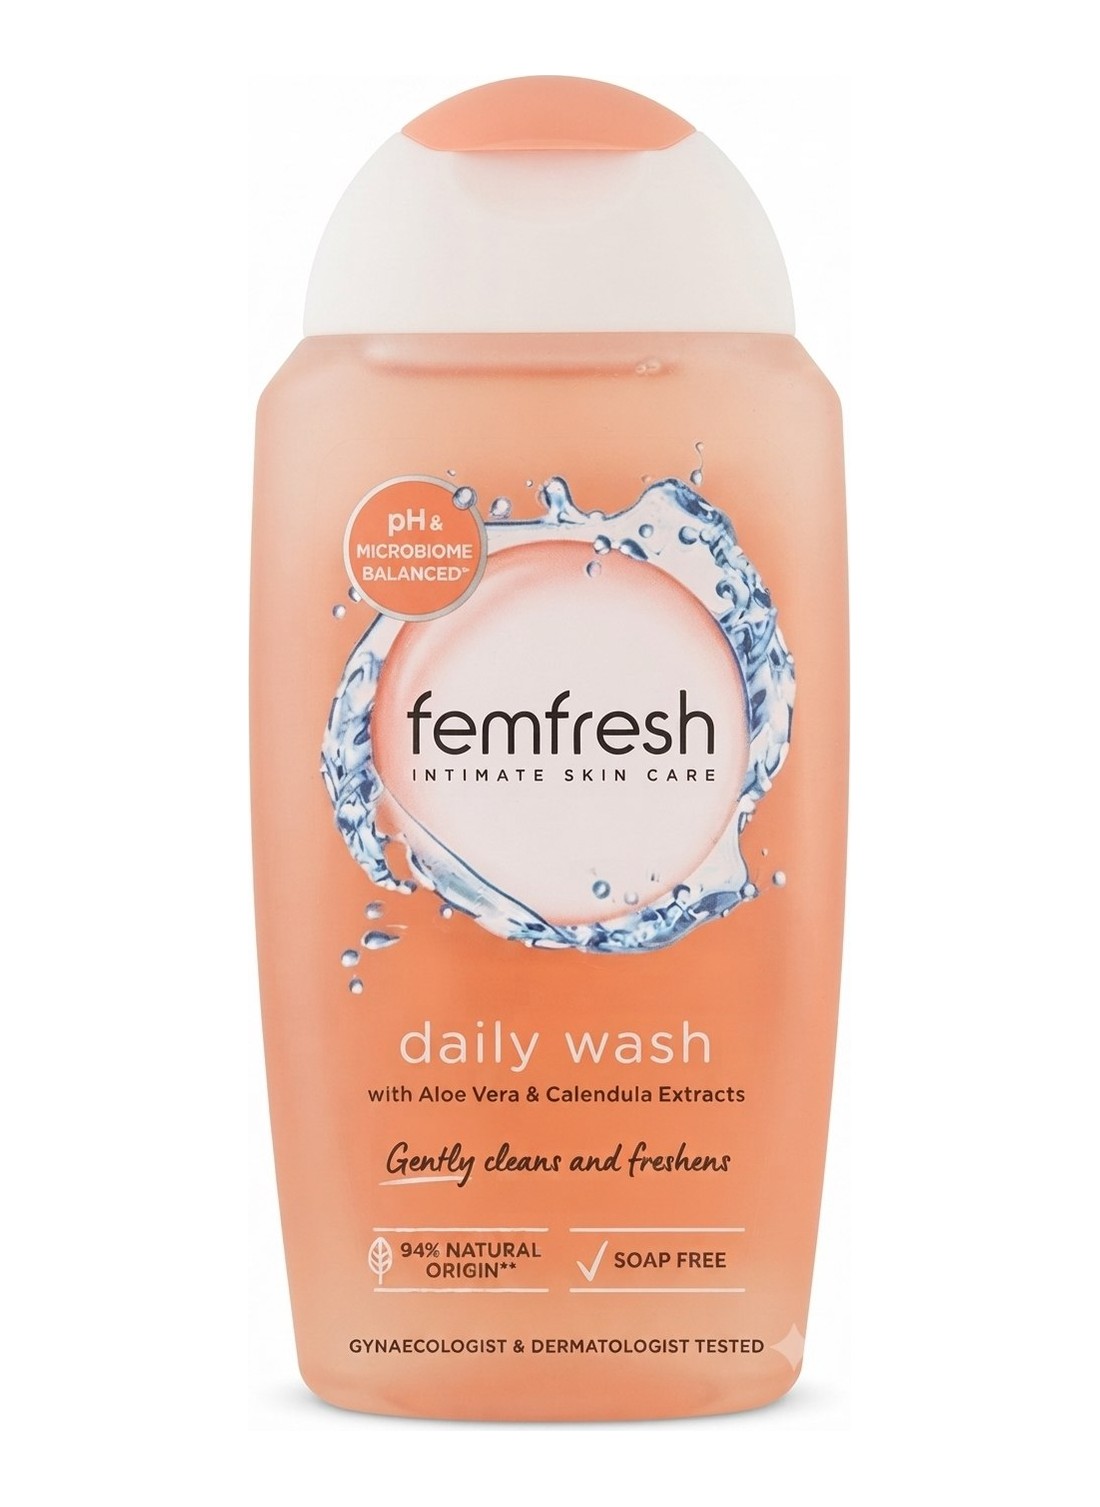 pH &
MICROBIOME
BALANCED▹
femfresh
INTIMATE SKIN CARE
daily wash
with Aloe Vera & Calendula Extracts
Gently cleans and freshens
94% NATURAL
ORIGIN**
SOAP FREE
GYNAECOLOGIST & DERMATOLOGIST TESTED